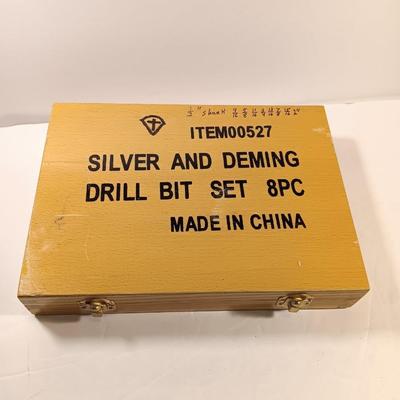 ITEM00527
SILVER AND DEMING
DRILL BIT SET 8PC
MADE IN CHINA